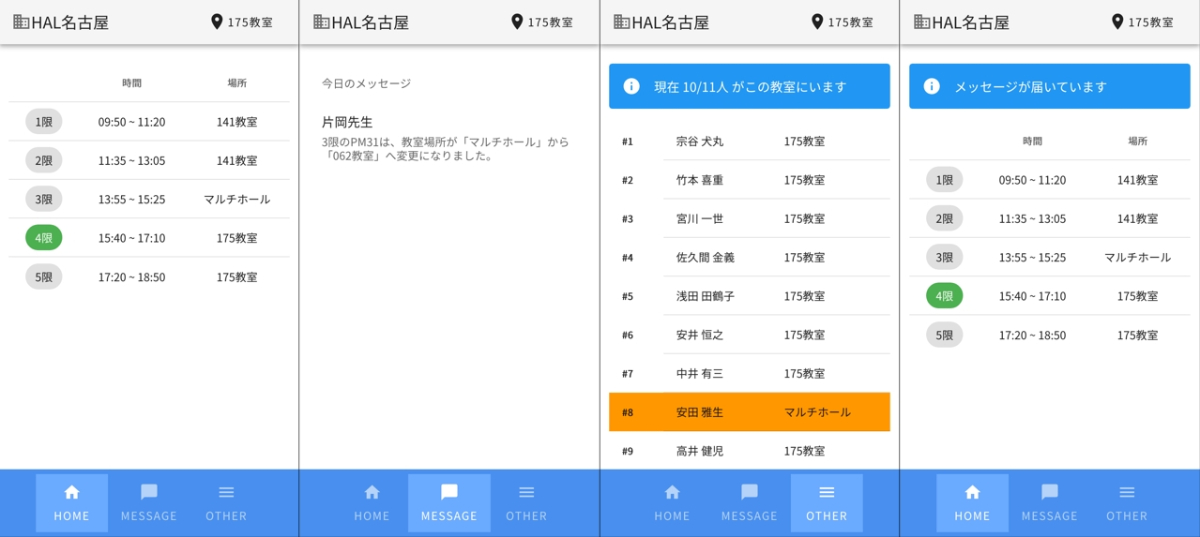 HAL名古屋 175教室
時間 場所
1限 09:50 ~ 11:20 141教室
2限 11:35 ~ 13:05 141教室
3限 13:55 ~ 15:25 マルチホール
4限 15:40 ~ 17:10 175教室
5限 17:20 ~ 18:50 175教室
HOME MESSAGE OTHER
HAL名古屋 175教室
今日のメッセージ
片岡先生
3限のPM31は、教室場所が「マルチホール」から
「062教室」へ変更になりました。
HOME MESSAGE OTHER
HAL名古屋 175教室
現在 10/11人 がこの教室にいます
#1 宗谷 犬丸 175教室
#2 竹本 喜重 175教室
#3 宮川 一世 175教室
#4 佐久間 金義 175教室
#5 浅田 田鶴子 175教室
#6 安井 恒之 175教室
#7 中井 有三 175教室
#8 安田 雅生 マルチホール
#9 高井 健児 175教室
HOME MESSAGE OTHER
HAL名古屋 175教室
メッセージが届いています
時間 場所
1限 09:50 ~ 11:20 141教室
2限 11:35 ~ 13:05 141教室
3限 13:55 ~ 15:25 マルチホール
4限 15:40 ~ 17:10 175教室
5限 17:20 ~ 18:50 175教室
HOME MESSAGE OTHER